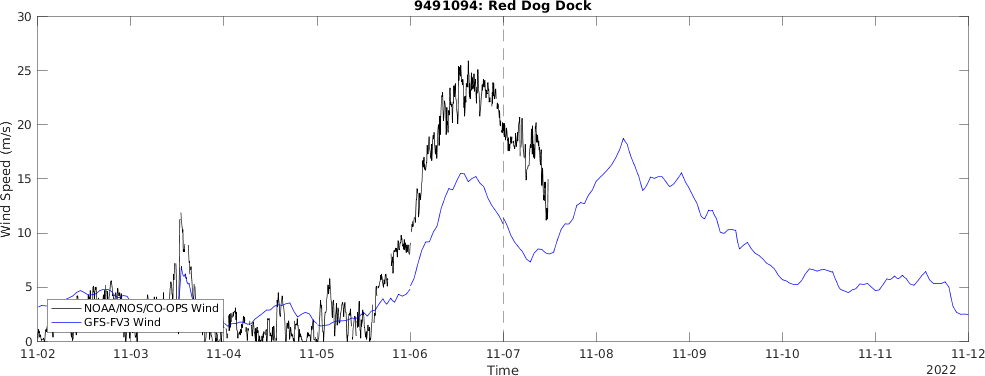 9491094: Red Dog Dock
30
25
20
15
10
5
0
Wind Speed (m/s)
NOAA/NOS/CO-OPS Wind
GFS-FV3 Wind
11-02 11-03 11-04 11-05 11-06 11-07 11-08 11-09 11-10 11-11 11-12
Time
2022